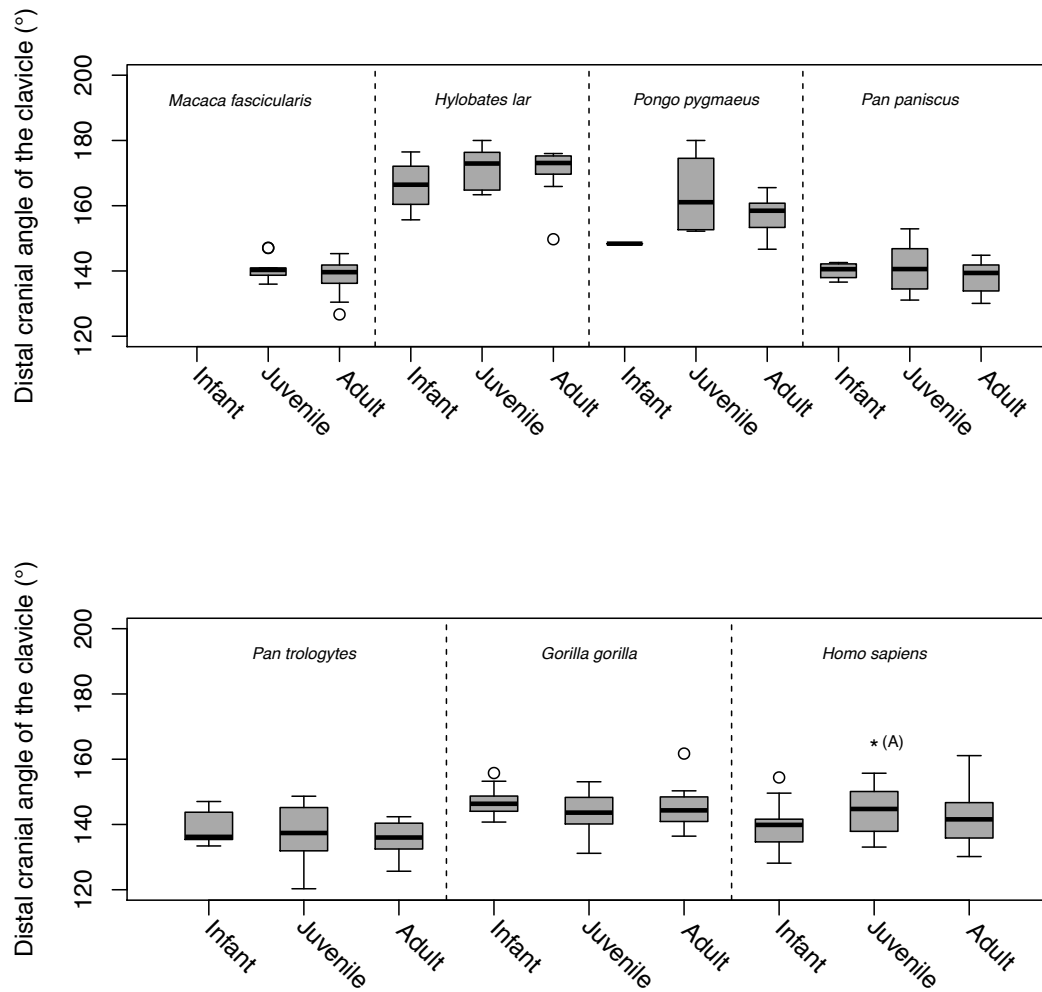 Distal cranial angle of the clavicle (°)
200
180
160
140
120
Macaca fascicularis
Hylobates lar
Pongo pygmaeus
Pan paniscus
Infant
Juvenile
Adult
Infant
Juvenile
Adult
Infant
Juvenile
Adult
Infant
Juvenile
Adult
Distal cranial angle of the clavicle (°)
200
180
160
140
120
Pan trologytes
Gorilla gorilla
Homo sapiens
* (A)
Infant
Juvenile
Adult
Infant
Juvenile
Adult
Infant
Juvenile
Adult